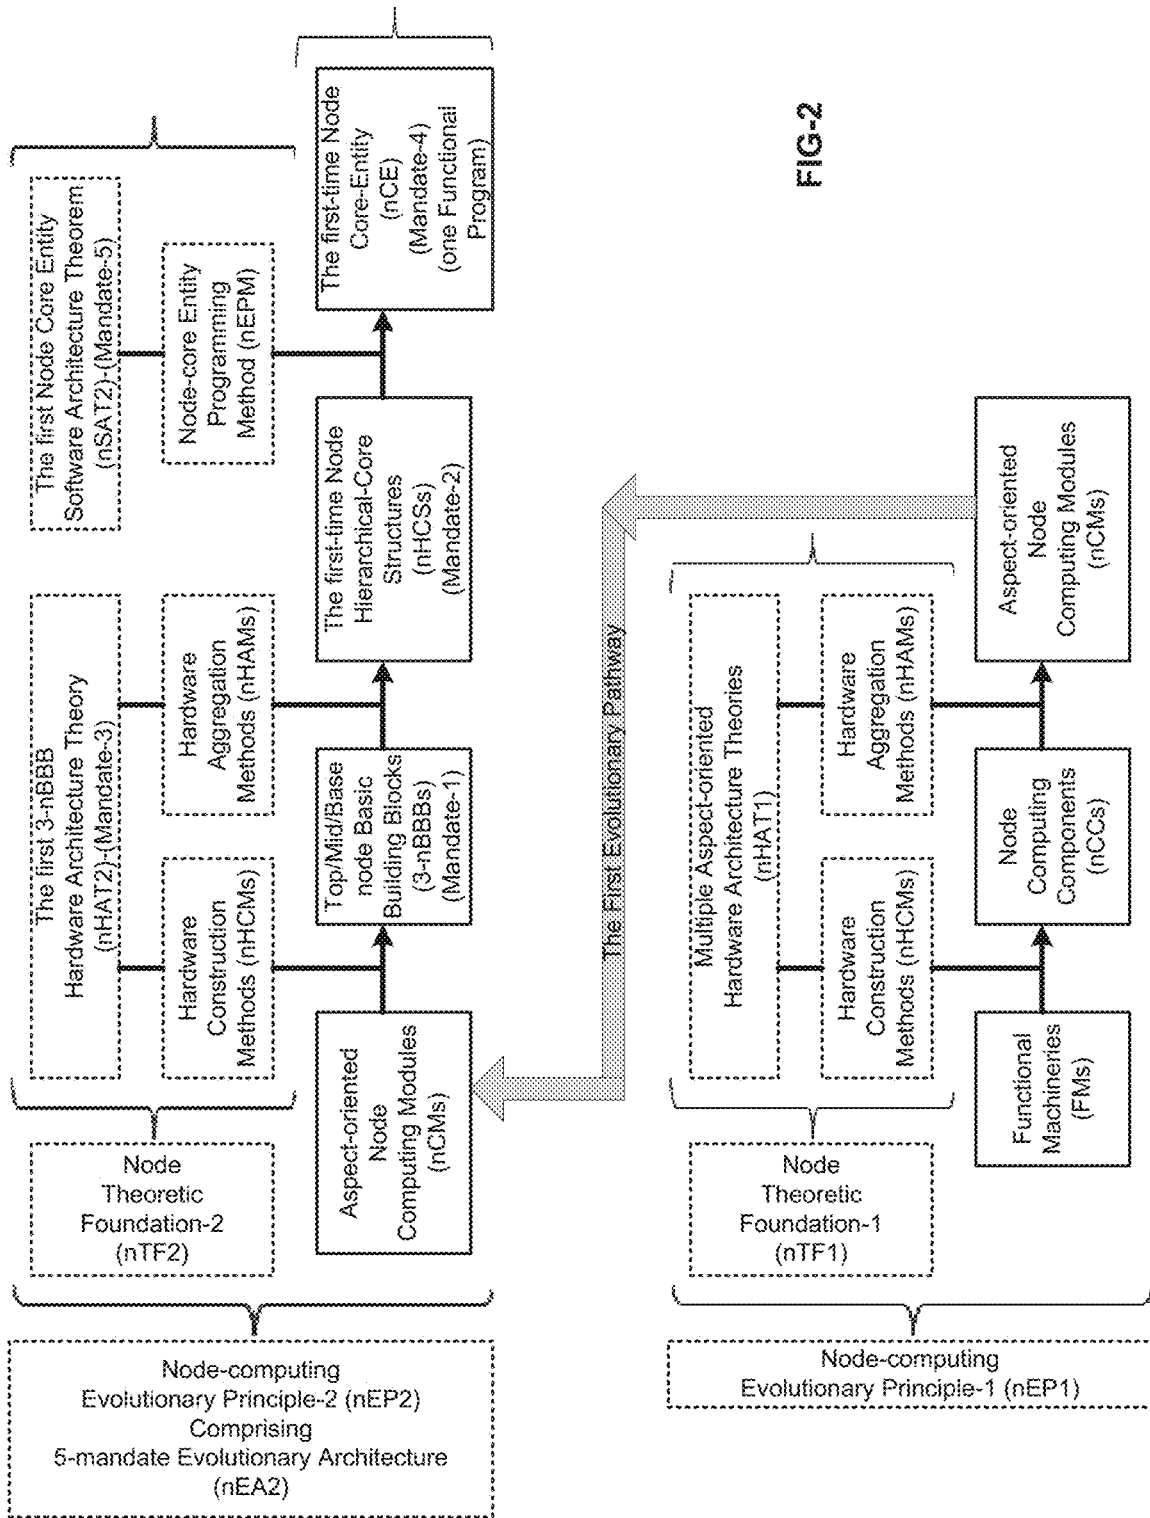 Node-computing
Evolutionary Principle-2 (nEP2)
Comprising
5-mandate Evolutionary Architecture
(nEA2)
Node
Theoretic
Foundation-2
(nTF2)
The first 3-nBBB
Hardware Architecture Theory
(nHAT2)-(Mandate-3)
The first Node Core Entity
Software Architecture Theorem
(nSAT2)-(Mandate-5)
Hardware
Construction
Methods (nHCMs)
Hardware
Aggregation
Methods (nHAMs)
Node-core Entity
Programming
Method (nEPM)
Aspect-oriented
Node
Computing Modules
(nCMs)
Top/Mid/Base
node Basic
Building Blocks
(3-nBBBs)
(Mandate-1)
The first-time Node
Hierarchical-Core
Structures
(nHCSs)
(Mandate-2)
The first-time Node
Core-Entity
(nCE)
(Mandate-4)
(one Functional
Program)
The First Evolutionary Pathway
Node-computing
Evolutionary Principle-1 (nEP1)
Node
Theoretic
Foundation-1
(nTF1)
Multiple Aspect-oriented
Hardware Architecture Theories
(nHAT1)
Hardware
Construction
Methods (nHCMs)
Hardware
Aggregation
Methods (nHAMs)
Functional
Machineries
(FMs)
Node
Computing
Components
(nCCs)
Aspect-oriented
Node
Computing Modules
(nCMs)
FIG-2